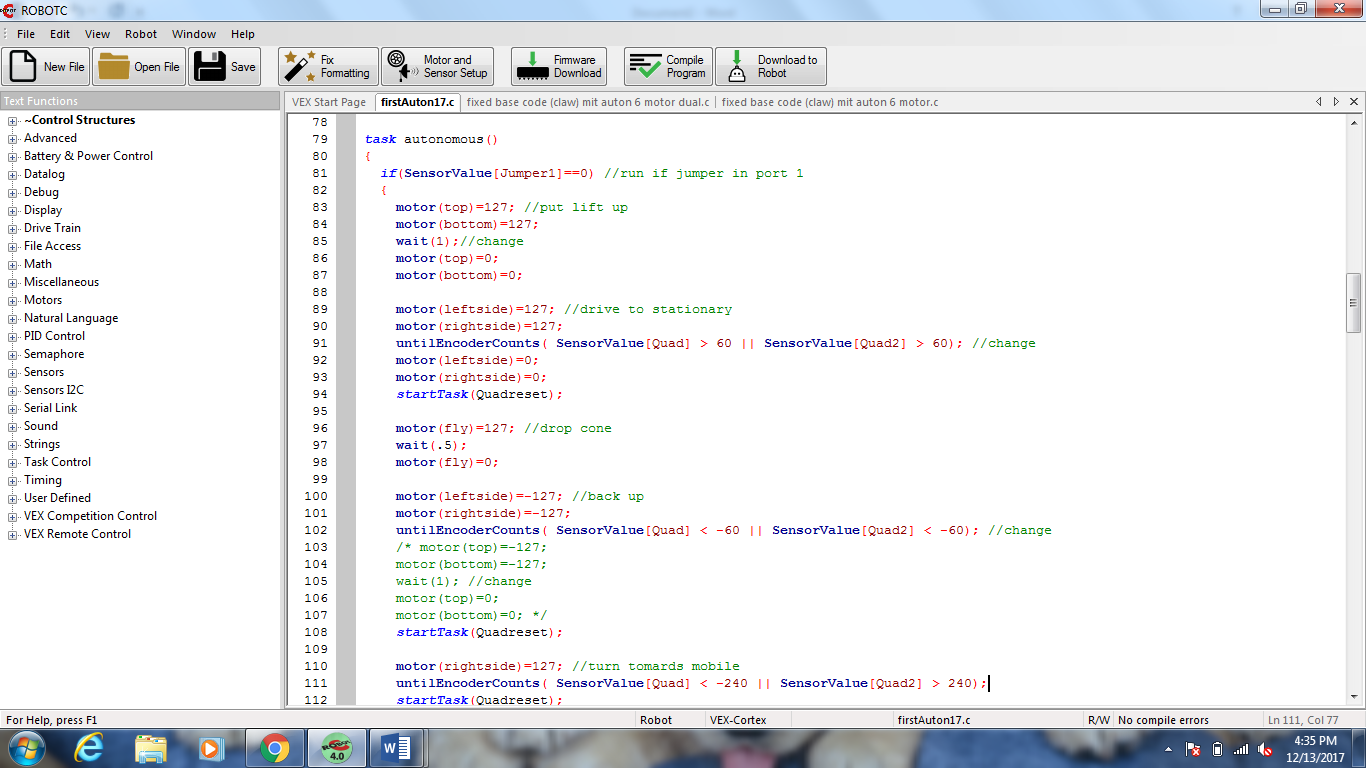 ROBOTC
File Edit View Robot Window Help
New File Open File Save Fix Formatting Motor and Sensor Setup Firmware Download Compile Program Download to Robot
Text Functions
~Control Structures
Advanced
Battery & Power Control
Datalog
Debug
Display
Drive Train
File Access
Math
Miscellaneous
Motors
Natural Language
PID Control
Semaphore
Sensors
Sensors I2C
Serial Link
Sound
Strings
Task Control
Timing
User Defined
VEX Competition Control
VEX Remote Control
VEX Start Page firstAuton17.c fixed base code (claw) mit auton 6 motor dual.c fixed base code (claw) mit auton 6 motor.c
78
79 task autonomous()
80 {
81 if(SensorValue[Jumper1]==0) //run if jumper in port 1
82 {
83 motor(top)=127; //put lift up
84 motor(bottom)=127;
85 wait(1);//change
86 motor(top)=0;
87 motor(bottom)=0;
88
89 motor(leftside)=127; //drive to stationary
90 motor(rightside)=127;
91 untilEncoderCounts( SensorValue[Quad] > 60 || SensorValue[Quad2] > 60); //change
92 motor(leftside)=0;
93 motor(rightside)=0;
94 startTask(Quadreset);
95
96 motor(fly)=127; //drop cone
97 wait(.5);
98 motor(fly)=0;
99
100 motor(leftside)=-127; //back up
101 motor(rightside)=-127;
102 untilEncoderCounts( SensorValue[Quad] < -60 || SensorValue[Quad2] < -60); //change
103 /* motor(top)=-127;
104 motor(bottom)=-127;
105 wait(1); //change
106 motor(top)=0;
107 motor(bottom)=0; */
108 startTask(Quadreset);
109
110 motor(rightside)=127; //turn tomards mobile
111 untilEncoderCounts( SensorValue[Quad] < -240 || SensorValue[Quad2] > 240);
112 startTask(Quadreset);
For Help, press F1 Robot VEX-Cortex firstAuton17.c R/W No compile errors Ln 111, Col 77
4.0
W
4:35 PM
12/13/2017